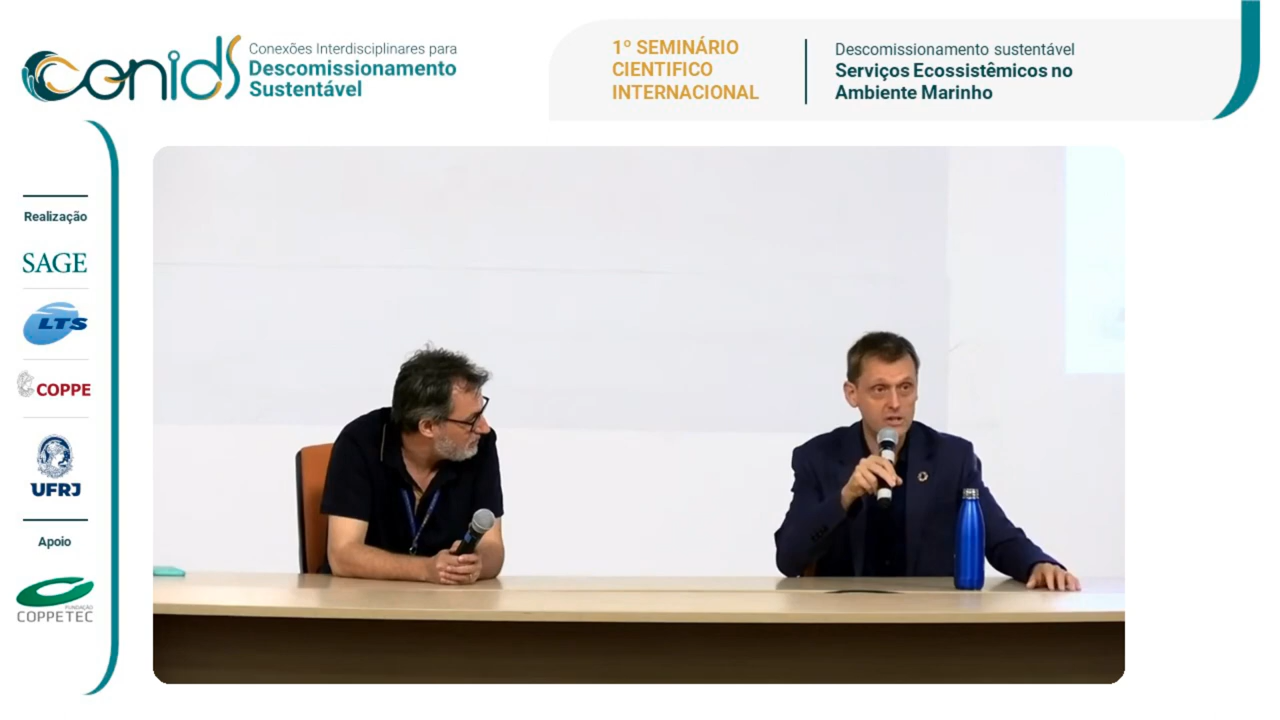 conids
Conexões Interdisciplinares para
Descomissionamento
Sustentável
1º SEMINÁRIO
CIENTIFICO
INTERNACIONAL
Descomissionamento sustentável
Serviços Ecossistêmicos no
Ambiente Marinho
Realização
SAGE
LTS
COPPE
UFRJ
Apoio
FUNDAÇÃO
COPPETEC